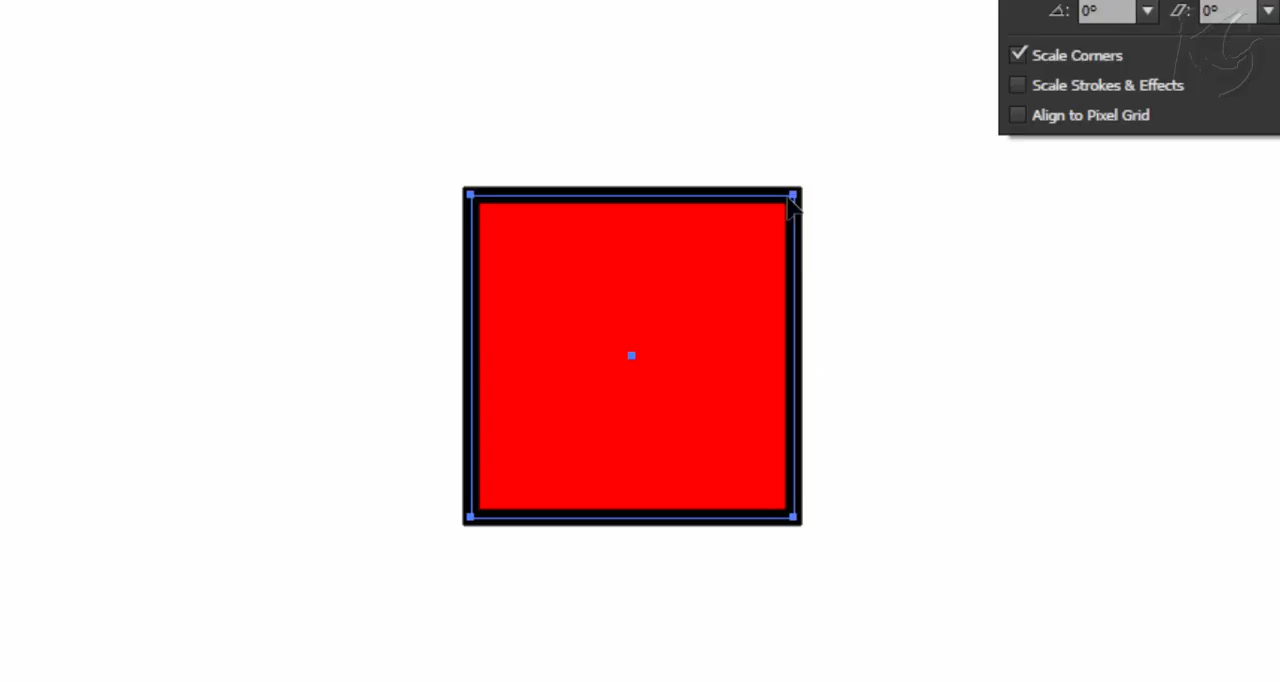 0° 0°
Scale Corners
Scale Strokes & Effects
Align to Pixel Grid